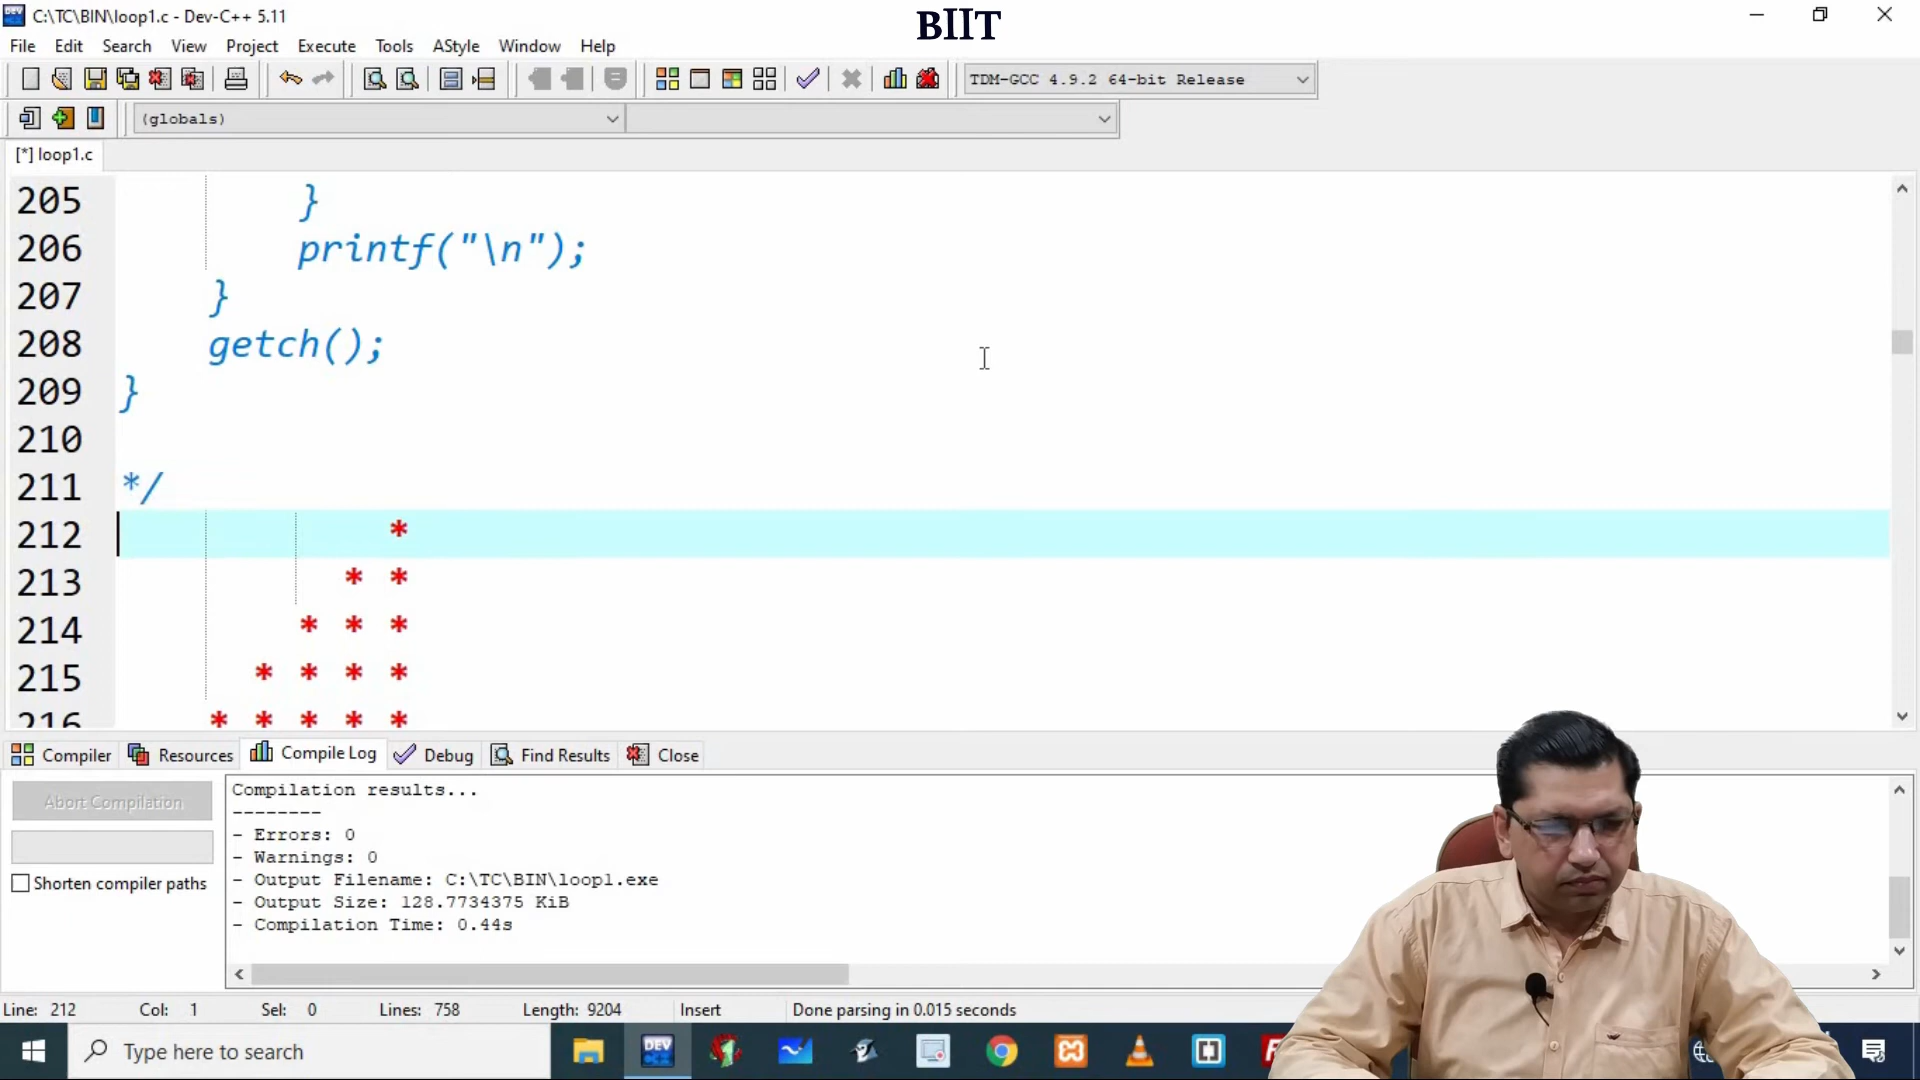 C:\TC\BIN\loop1.c - Dev-C++ 5.11
BIIT
File Edit Search View Project Execute Tools AStyle Window Help
TDM-GCC 4.9.2 64-bit Release
(globals)
[*] loop1.c
205 }
206 printf("\n");
207 }
208 getch();
209 }
210
211 */
212 *
213 * *
214 * * *
215 * * * *
216 * * * * *
Compiler Resources Compile Log Debug Find Results Close
Abort Compilation
Shorten compiler paths
Compilation results...
--------
- Errors: 0
- Warnings: 0
- Output Filename: C:\TC\BIN\loop1.exe
- Output Size: 128.7734375 KiB
- Compilation Time: 0.44s
Line: 212 Col: 1 Sel: 0 Lines: 758 Length: 9204 Insert Done parsing in 0.015 seconds
Type here to search
DEV C++